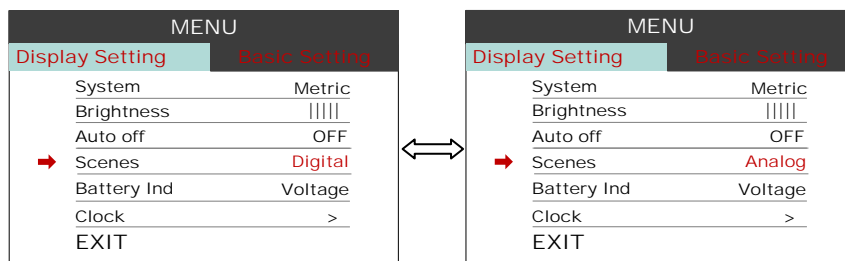 MENU
Display Setting Basic Setting
System Metric
Brightness |||||
Auto off OFF
Scenes Digital
Battery Ind Voltage
Clock >
EXIT
MENU
Display Setting Basic Setting
System Metric
Brightness |||||
Auto off OFF
Scenes Analog
Battery Ind Voltage
Clock >
EXIT